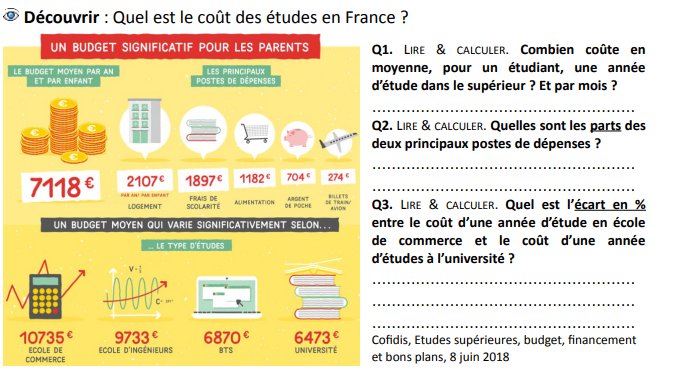 Découvrir : Quel est le coût des études en France ?
UN BUDGET SIGNIFICATIF POUR LES PARENTS
LE BUDGET MOYEN PAR AN
ET PAR ENFANT
LES PRINCIPAUX
POSTES DE DÉPENSES
7118 €
2107 €
PAR AN/ PAR ENFANT
LOGEMENT
1897 €
FRAIS DE
SCOLARITÉ
1182 €
ALIMENTATION
704 €
ARGENT
DE POCHE
274 €
BILLETS
DE TRAIN/
AVION
UN BUDGET MOYEN QUI VARIE SIGNIFICATIVEMENT SELON...
... LE TYPE D'ÉTUDES
10735 €
ECOLE DE
COMMERCE
9733 €
ECOLE D'INGÉNIEURS
6870 €
BTS
6473 €
UNIVERSITÉ
Q1. LIRE & CALCULER. Combien coûte en
moyenne, pour un étudiant, une année
d'étude dans le supérieur ? Et par mois ?
Q2. LIRE & CALCULER. Quelles sont les parts des
deux principaux postes de dépenses ?
Q3. LIRE & CALCULER. Quel est l'écart en %
entre le coût d'une année d'étude en école
de commerce et le coût d'une année
d'études à l'université ?
Cofidis, Etudes supérieures, budget, financement
et bons plans, 8 juin 2018